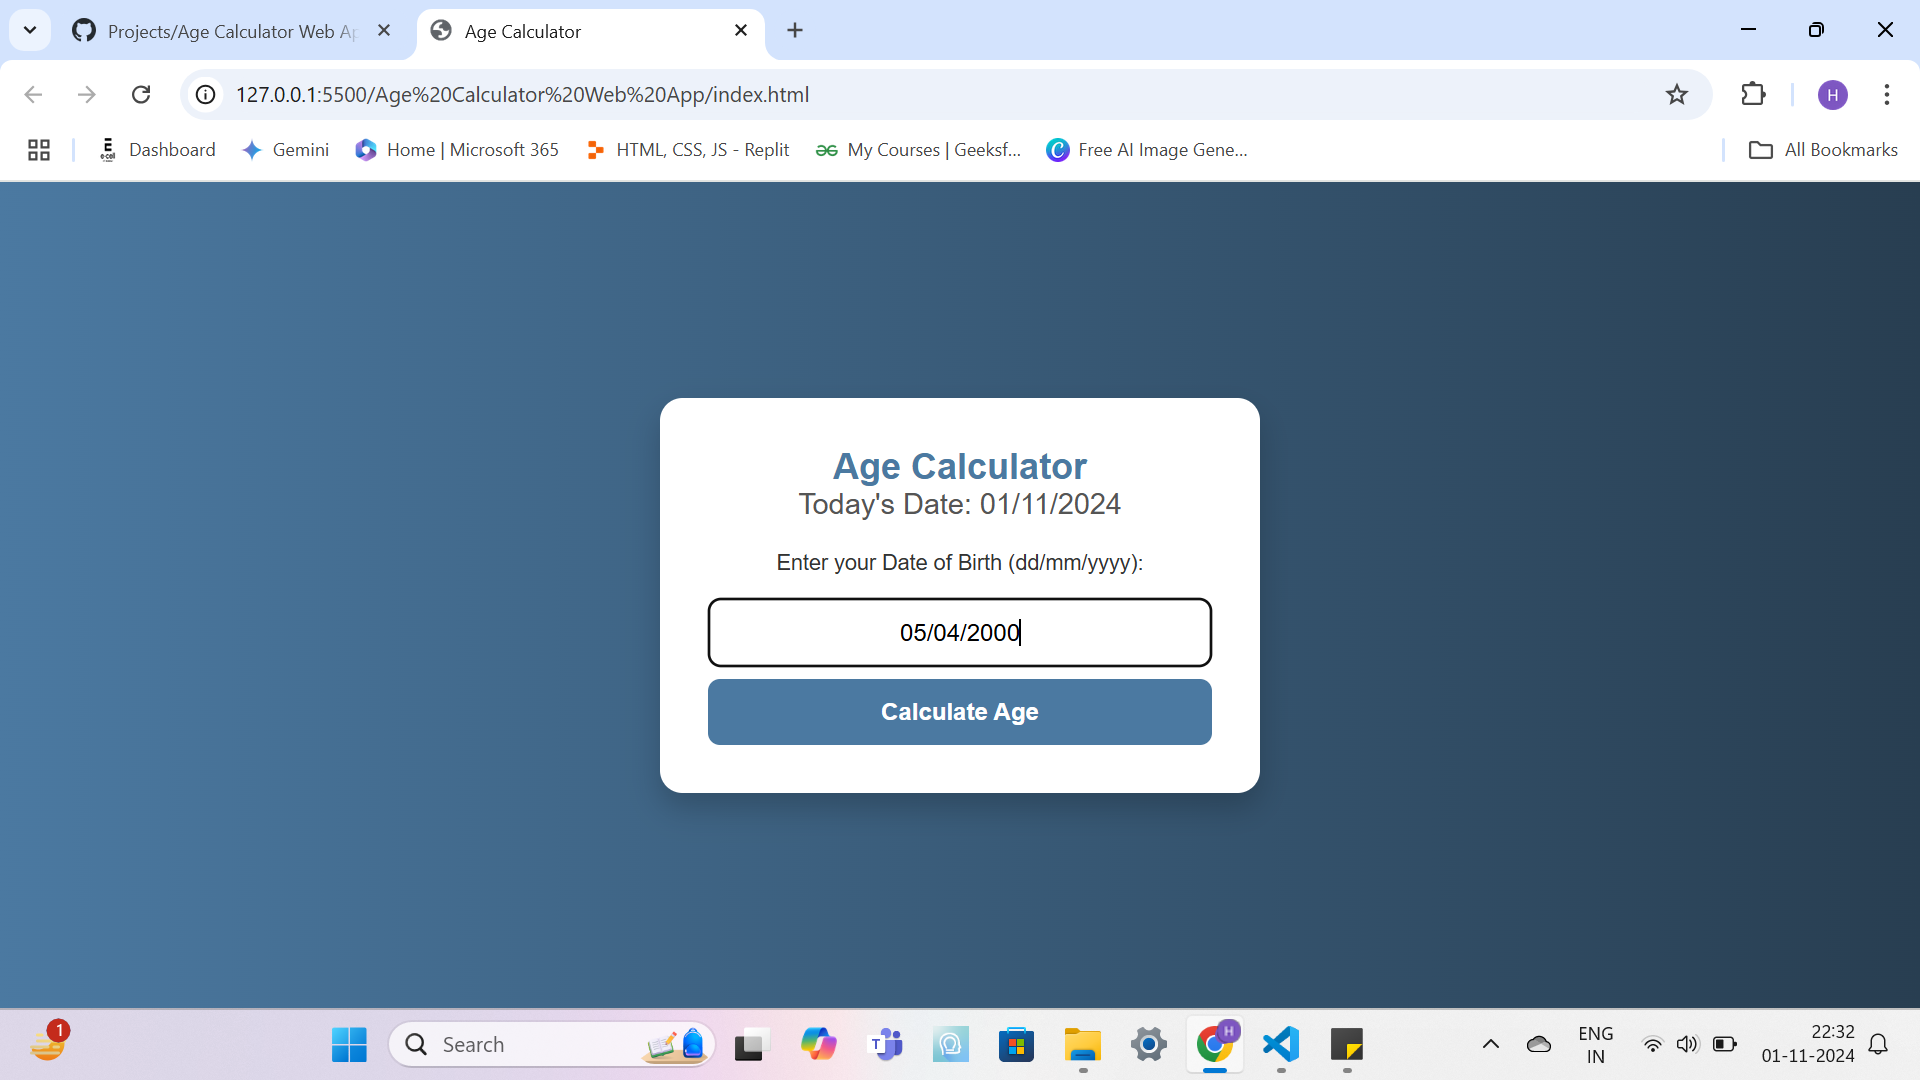 Projects/Age Calculator Web Ap
Age Calculator
127.0.0.1:5500/Age%20Calculator%20Web%20App/index.html
H
e·col
Dashboard
Gemini
Home | Microsoft 365
HTML, CSS, JS - Replit
My Courses | Geeksf...
Free AI Image Gene...
All Bookmarks
Age Calculator
Today's Date: 01/11/2024
Enter your Date of Birth (dd/mm/yyyy):
05/04/2000
Calculate Age
1
Search
T
H
ENG
IN
22:32
01-11-2024